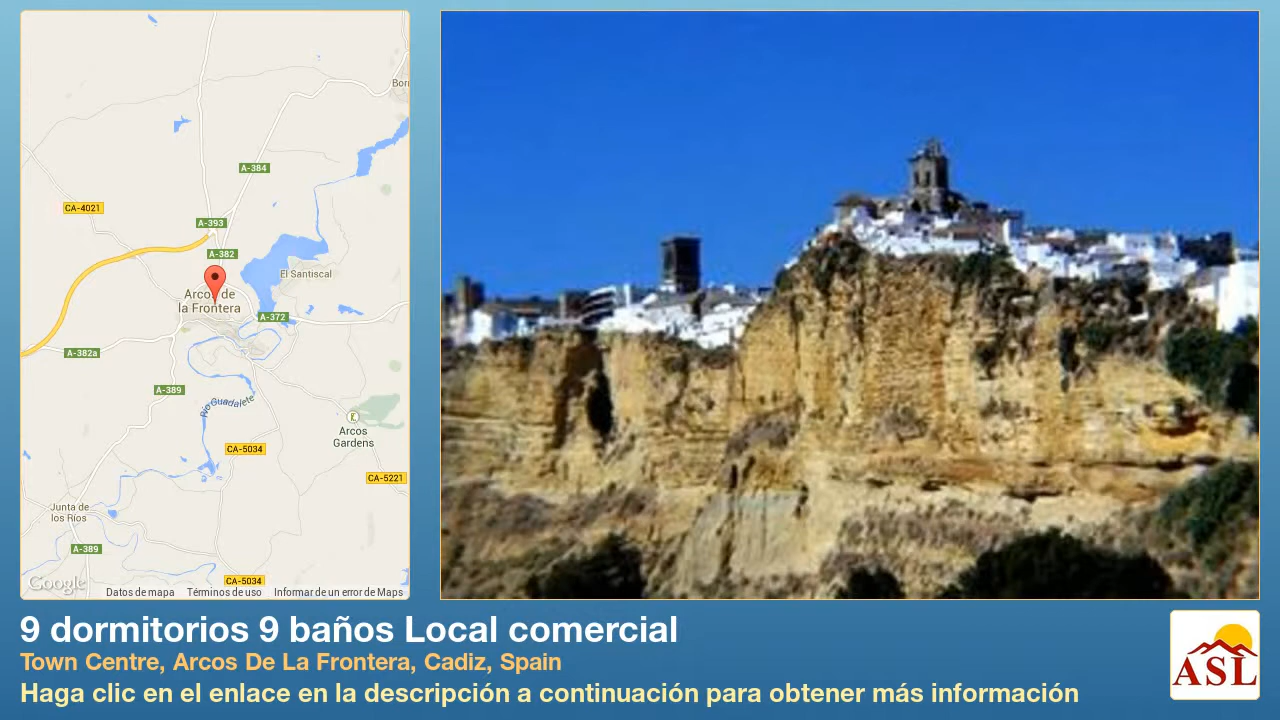 Bor
A-384
CA-4021
A-393
A-382
El Santiscal
Arcos de
la Frontera
A-372
A-382a
A-389
Río Guadalete
Arcos
Gardens
CA-5034
CA-5221
Junta de
los Ríos
A-389
CA-5034
Google
Datos de mapa Términos de uso Informar de un error de Maps
9 dormitorios 9 baños Local comercial
Town Centre, Arcos De La Frontera, Cadiz, Spain
Haga clic en el enlace en la descripción a continuación para obtener más información
ASL